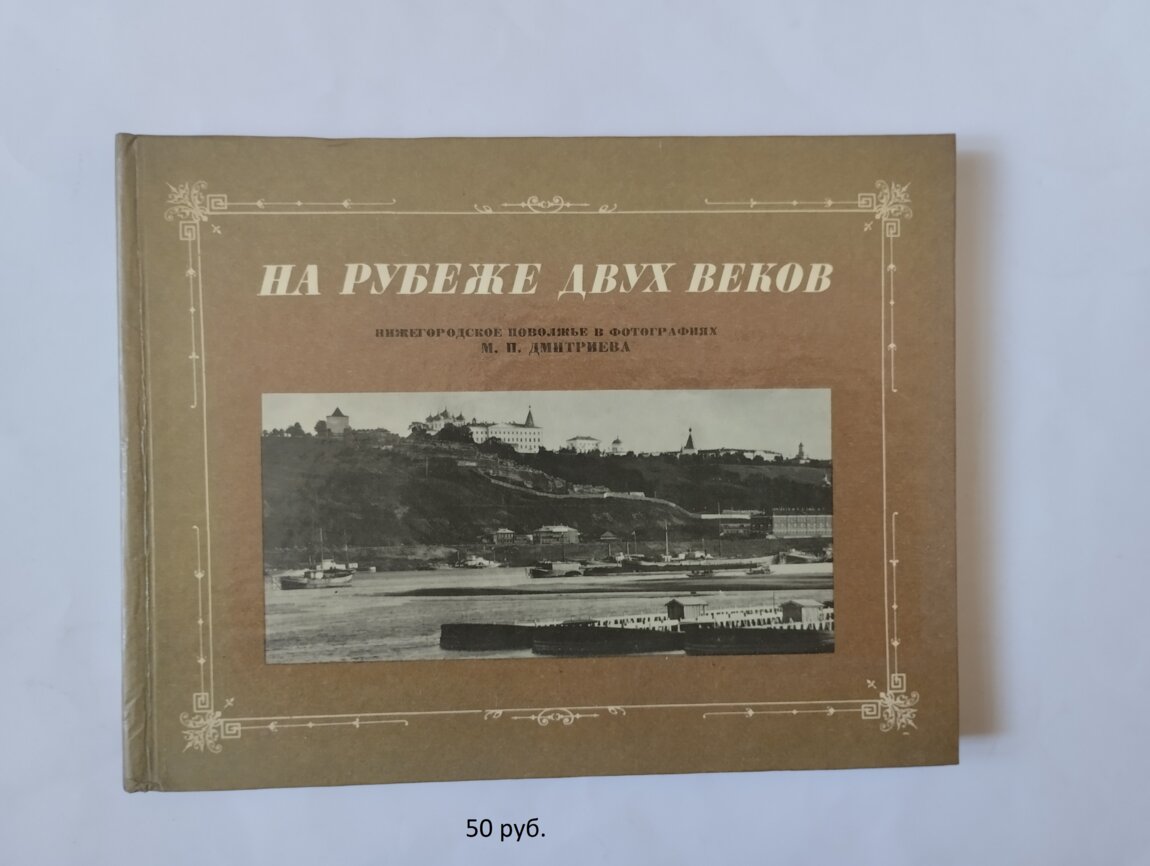 НА РУБЕЖЕ ДВУХ ВЕКОВ
НИЖЕГОРОДСКОЕ ПОВОЛЖЬЕ В ФОТОГРАФИЯХ
М. П. ДМИТРИЕВА
50 руб.